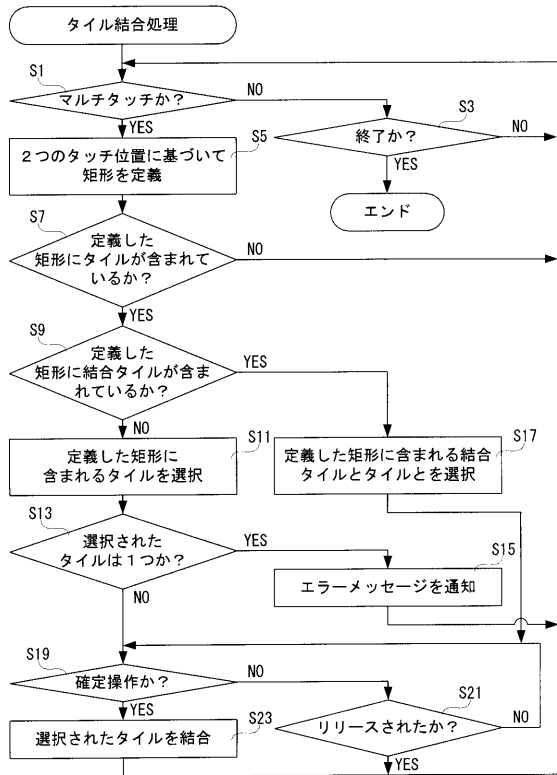 タイル結合処理
S1
マルチタッチか？
NO
YES
S3
終了か？
NO
YES
エンド
S5
２つのタッチ位置に基づいて
矩形を定義
S7
定義した
矩形にタイルが含まれて
いるか？
NO
YES
S9
定義した
矩形に結合タイルが含ま
れているか？
YES
NO
S11
定義した矩形に
含まれるタイルを選択
S17
定義した矩形に含まれる結合
タイルとタイルとを選択
S13
選択された
タイルは１つか？
YES
NO
S15
エラーメッセージを通知
S19
確定操作か？
NO
YES
S21
リリースされたか？
NO
YES
S23
選択されたタイルを結合